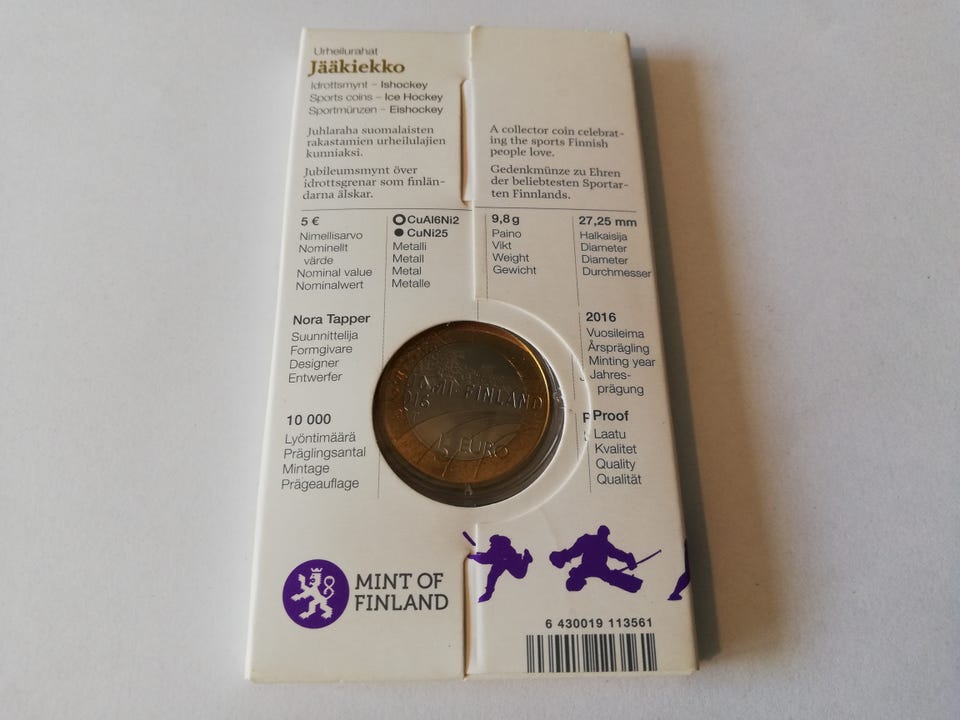 Urheilurahat
Jääkiekko
Idrottsmynt – Ishockey
Sports coins – Ice Hockey
Sportmünzen – Eishockey
Juhlaraha suomalaisten
rakastamien urheilulajien
kunniaksi.
Jubileumsmynt över
idrottsgrenar som finlän-
darna älskar.
A collector coin celebrat-
ing the sports Finnish
people love.
Gedenkmünze zu Ehren
der beliebtesten Sportar-
ten Finnlands.
5 €
Nimellisarvo
Nominellt
värde
Nominal value
Nominalwert
CuAl6Ni2
CuNi25
Metalli
Metall
Metal
Metalle
9,8 g
Paino
Vikt
Weight
Gewicht
27,25 mm
Halkaisija
Diameter
Diameter
Durchmesser
Nora Tapper
Suunnittelija
Formgivare
Designer
Entwerfer
2016
Vuosileima
Årsprägling
Minting year
Jahres-
prägung
10 000
Lyöntimäärä
Präglingsantal
Mintage
Prägeauflage
Proof
Laatu
Kvalitet
Quality
Qualität
FINLAND
2016
5 EURO
MINT OF
FINLAND
6 430019 113561